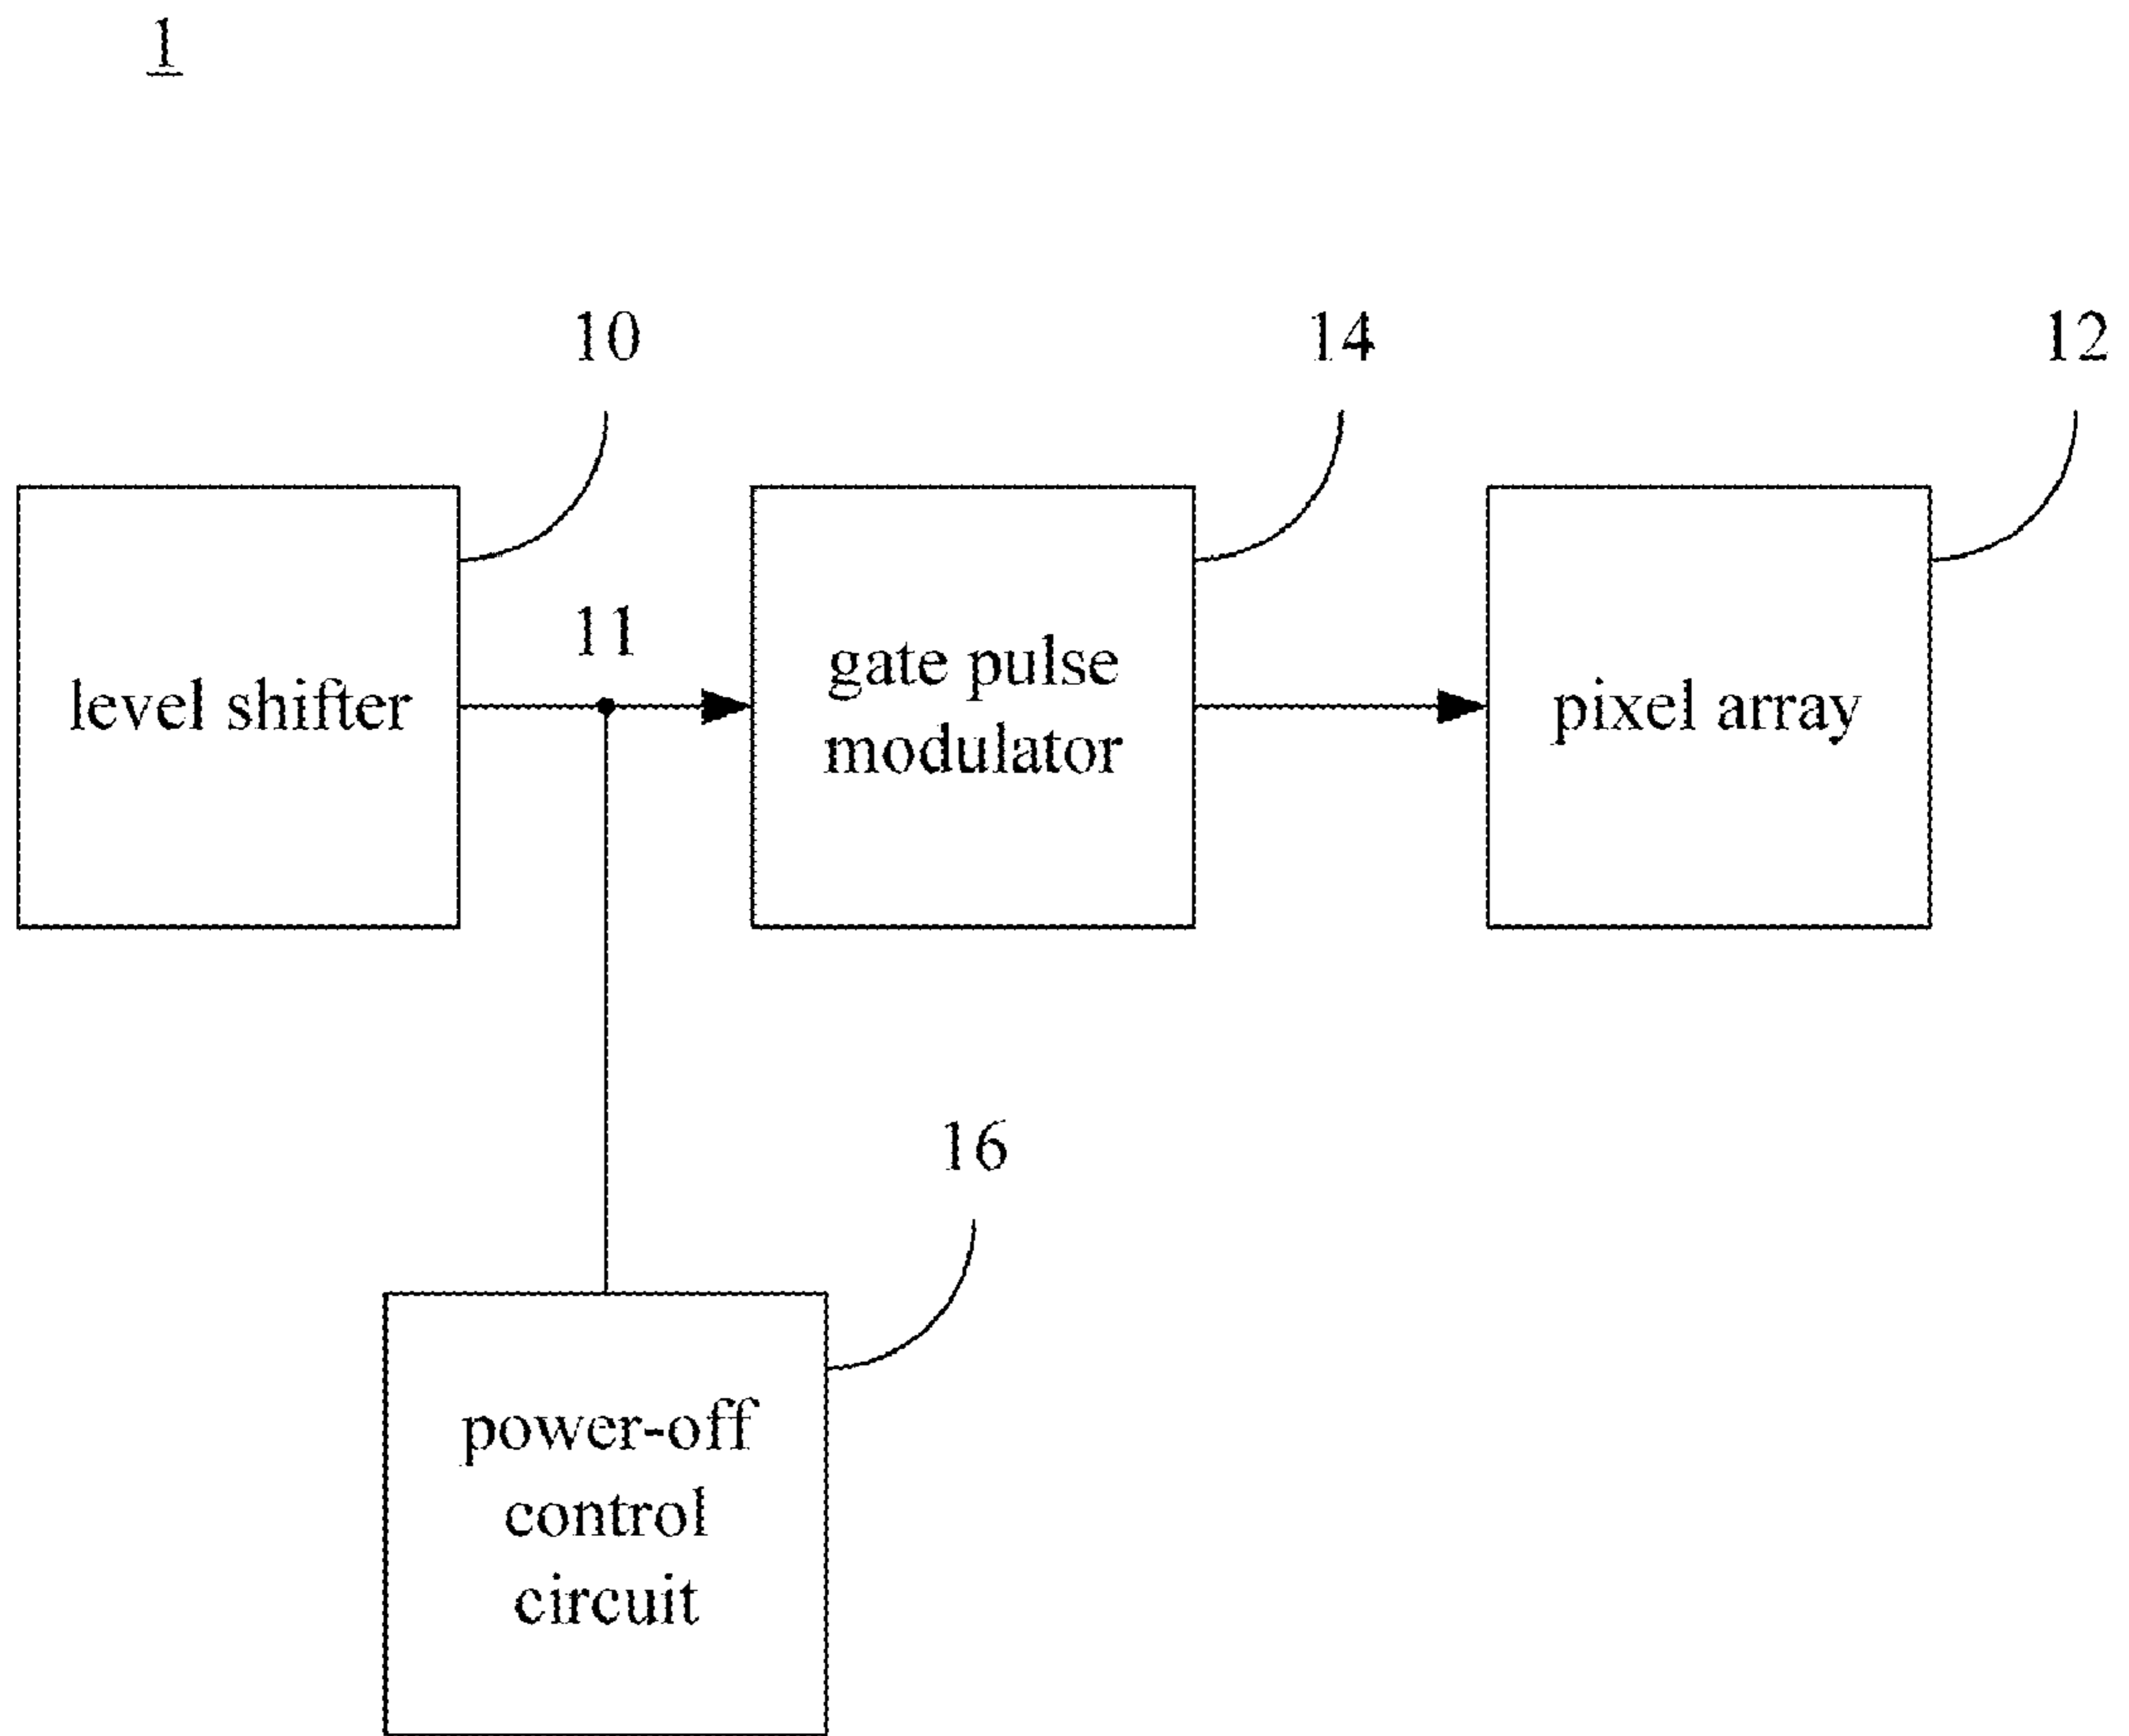 1
10
14
12
11
level shifter
gate pulse
modulator
pixel array
16
power-off
control
circuit